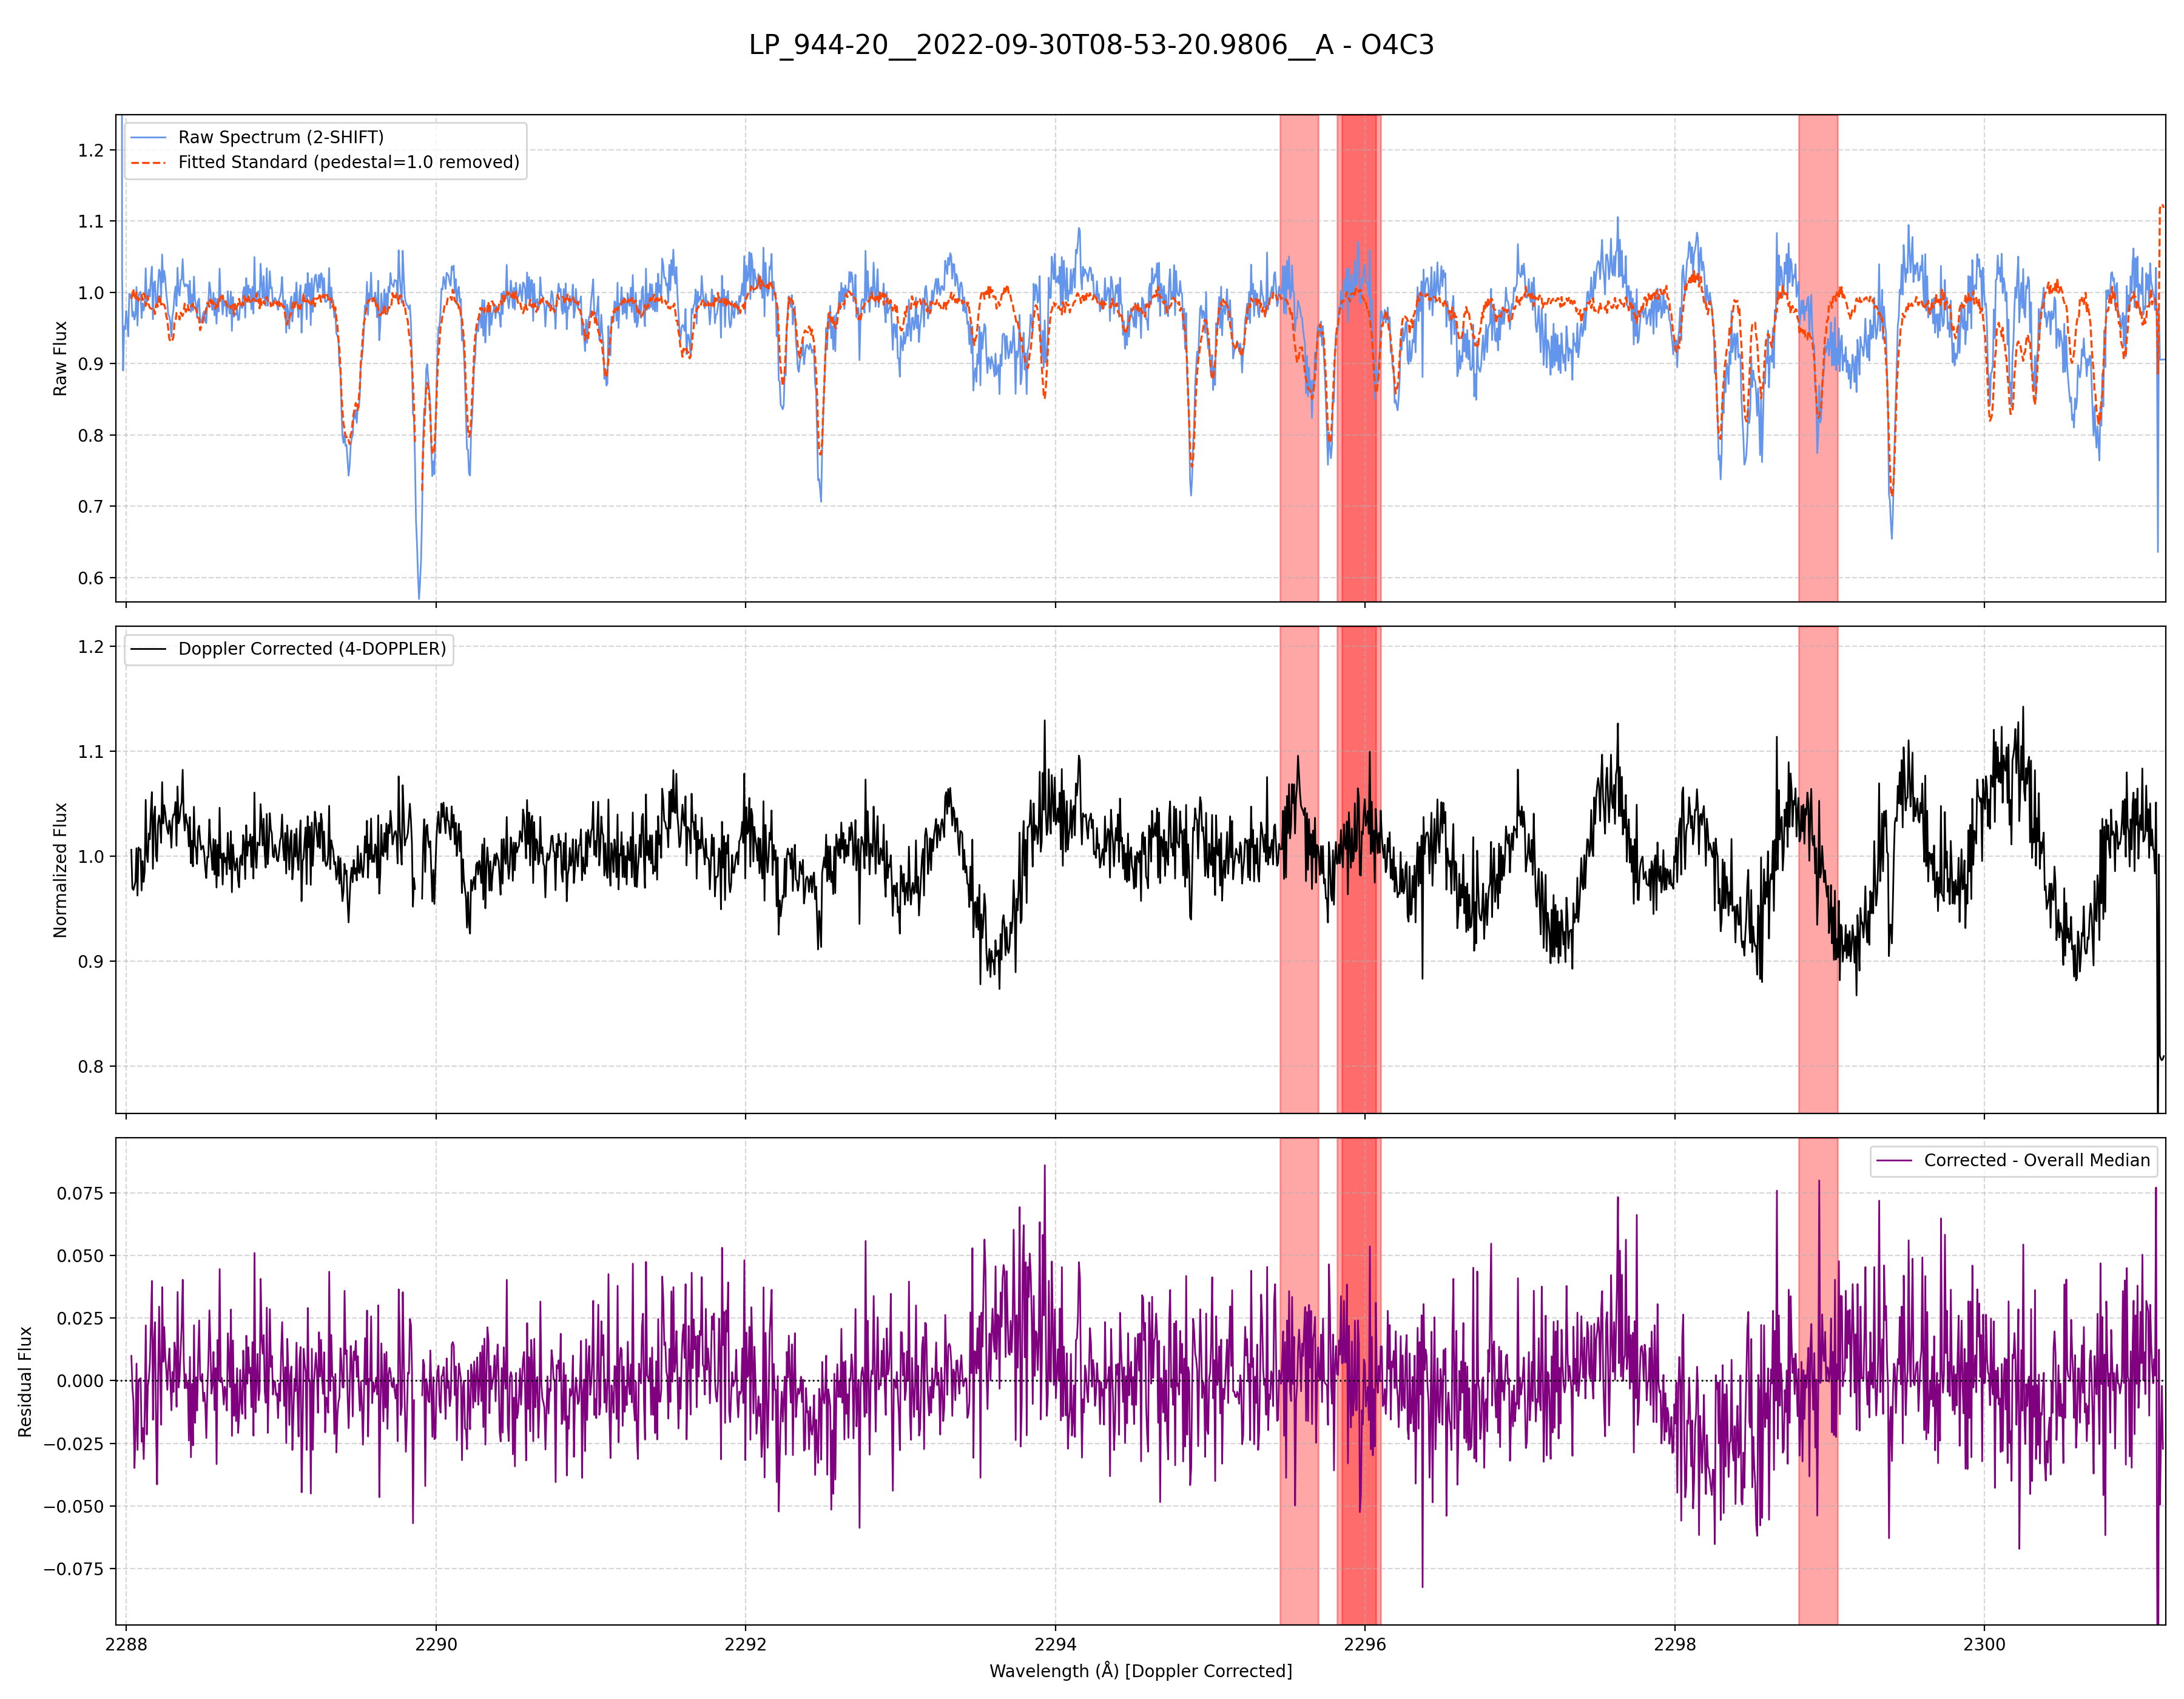 LP_944-20__2022-09-30T08-53-20.9806__A - O4C3
Raw Spectrum (2-SHIFT)
Fitted Standard (pedestal=1.0 removed)
1.2
1.1
1.0
0.9
0.8
0.7
0.6
Raw Flux
Doppler Corrected (4-DOPPLER)
1.2
1.1
1.0
0.9
0.8
Normalized Flux
Corrected - Overall Median
0.075
0.050
0.025
0.000
−0.025
−0.050
−0.075
Residual Flux
2288 2290 2292 2294 2296 2298 2300
Wavelength (Å) [Doppler Corrected]